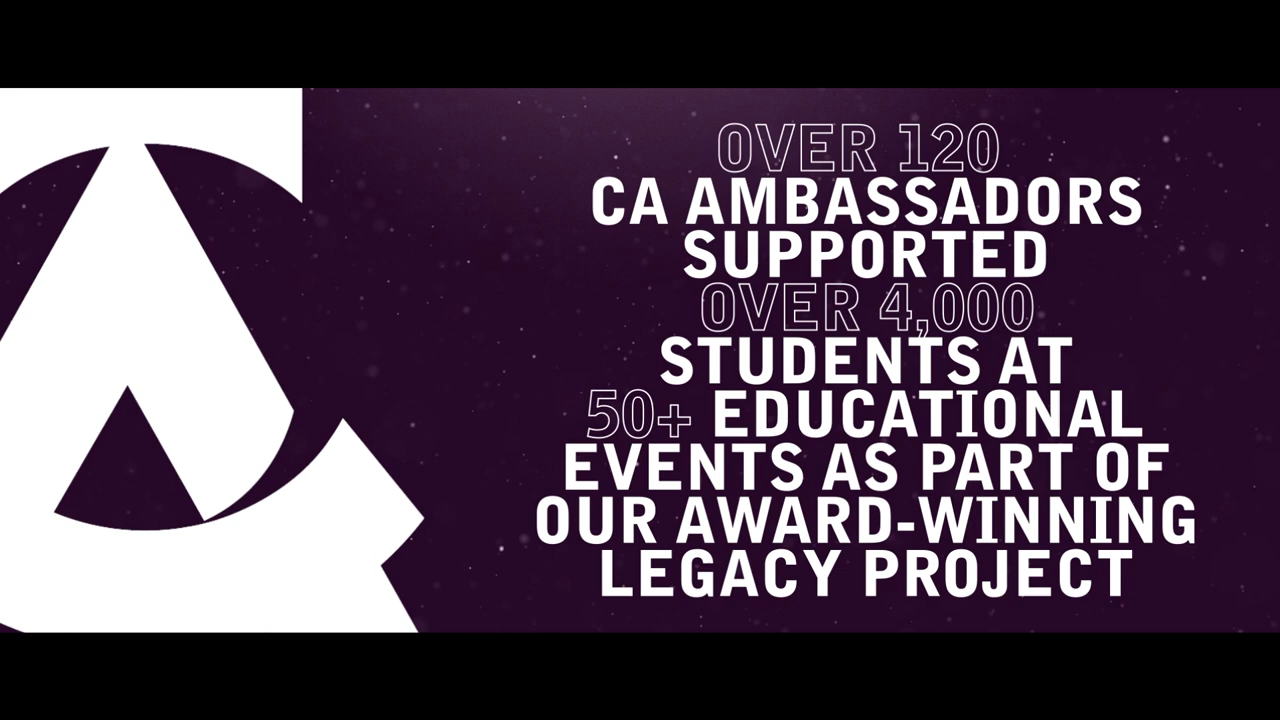 OVER 120
CA AMBASSADORS
SUPPORTED
OVER 4,000
STUDENTS AT
50+ EDUCATIONAL
EVENTS AS PART OF
OUR AWARD-WINNING
LEGACY PROJECT